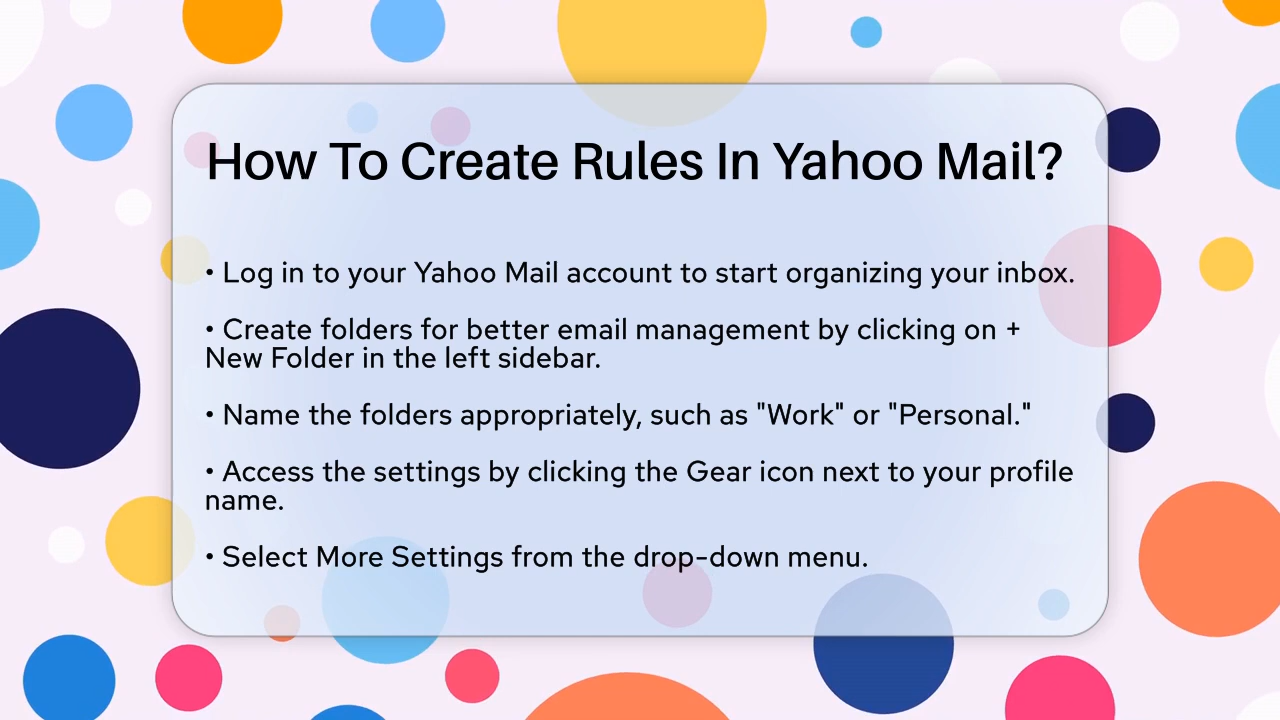 How To Create Rules In Yahoo Mail?
• Log in to your Yahoo Mail account to start organizing your inbox.
• Create folders for better email management by clicking on +
New Folder in the left sidebar.
• Name the folders appropriately, such as "Work" or "Personal."
• Access the settings by clicking the Gear icon next to your profile
name.
• Select More Settings from the drop-down menu.